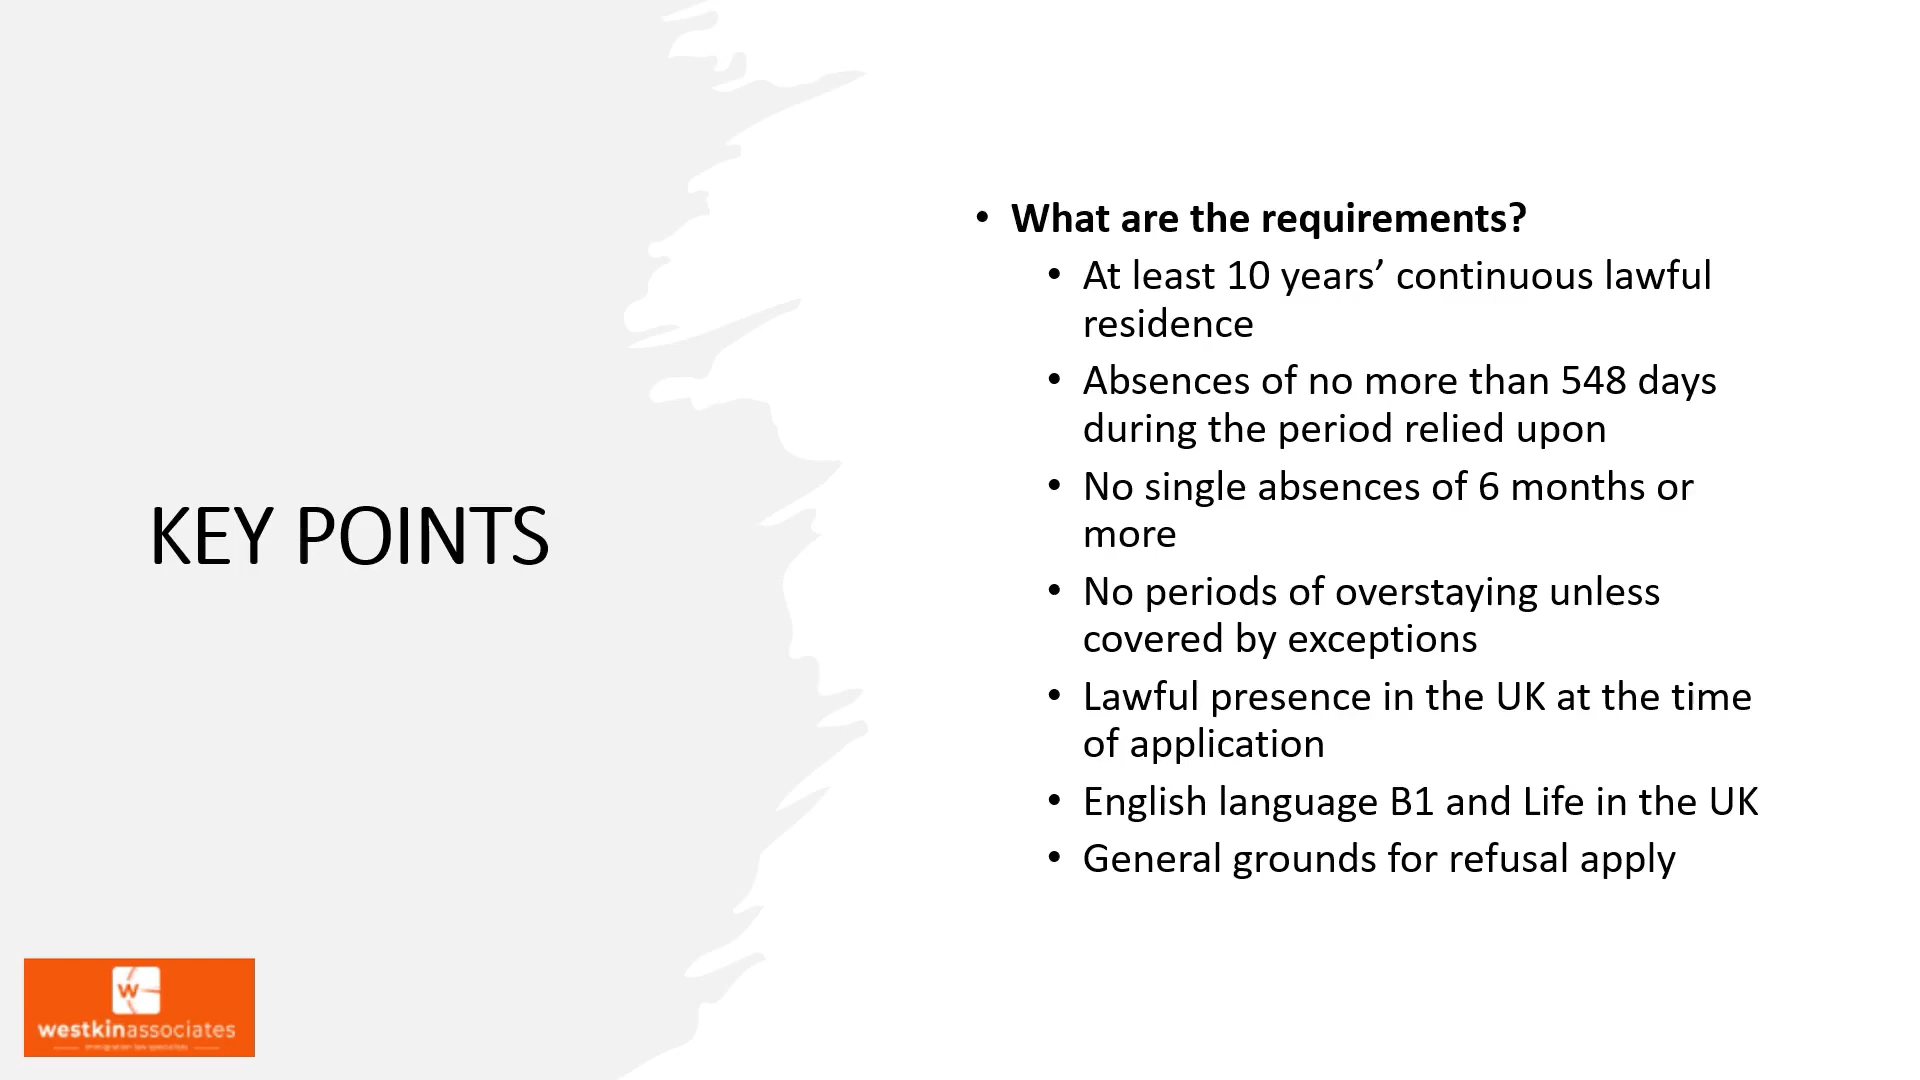 KEY POINTS
• What are the requirements?
• At least 10 years’ continuous lawful
residence
• Absences of no more than 548 days
during the period relied upon
• No single absences of 6 months or
more
• No periods of overstaying unless
covered by exceptions
• Lawful presence in the UK at the time
of application
• English language B1 and Life in the UK
• General grounds for refusal apply
W
westkinassociates
immigration law specialists